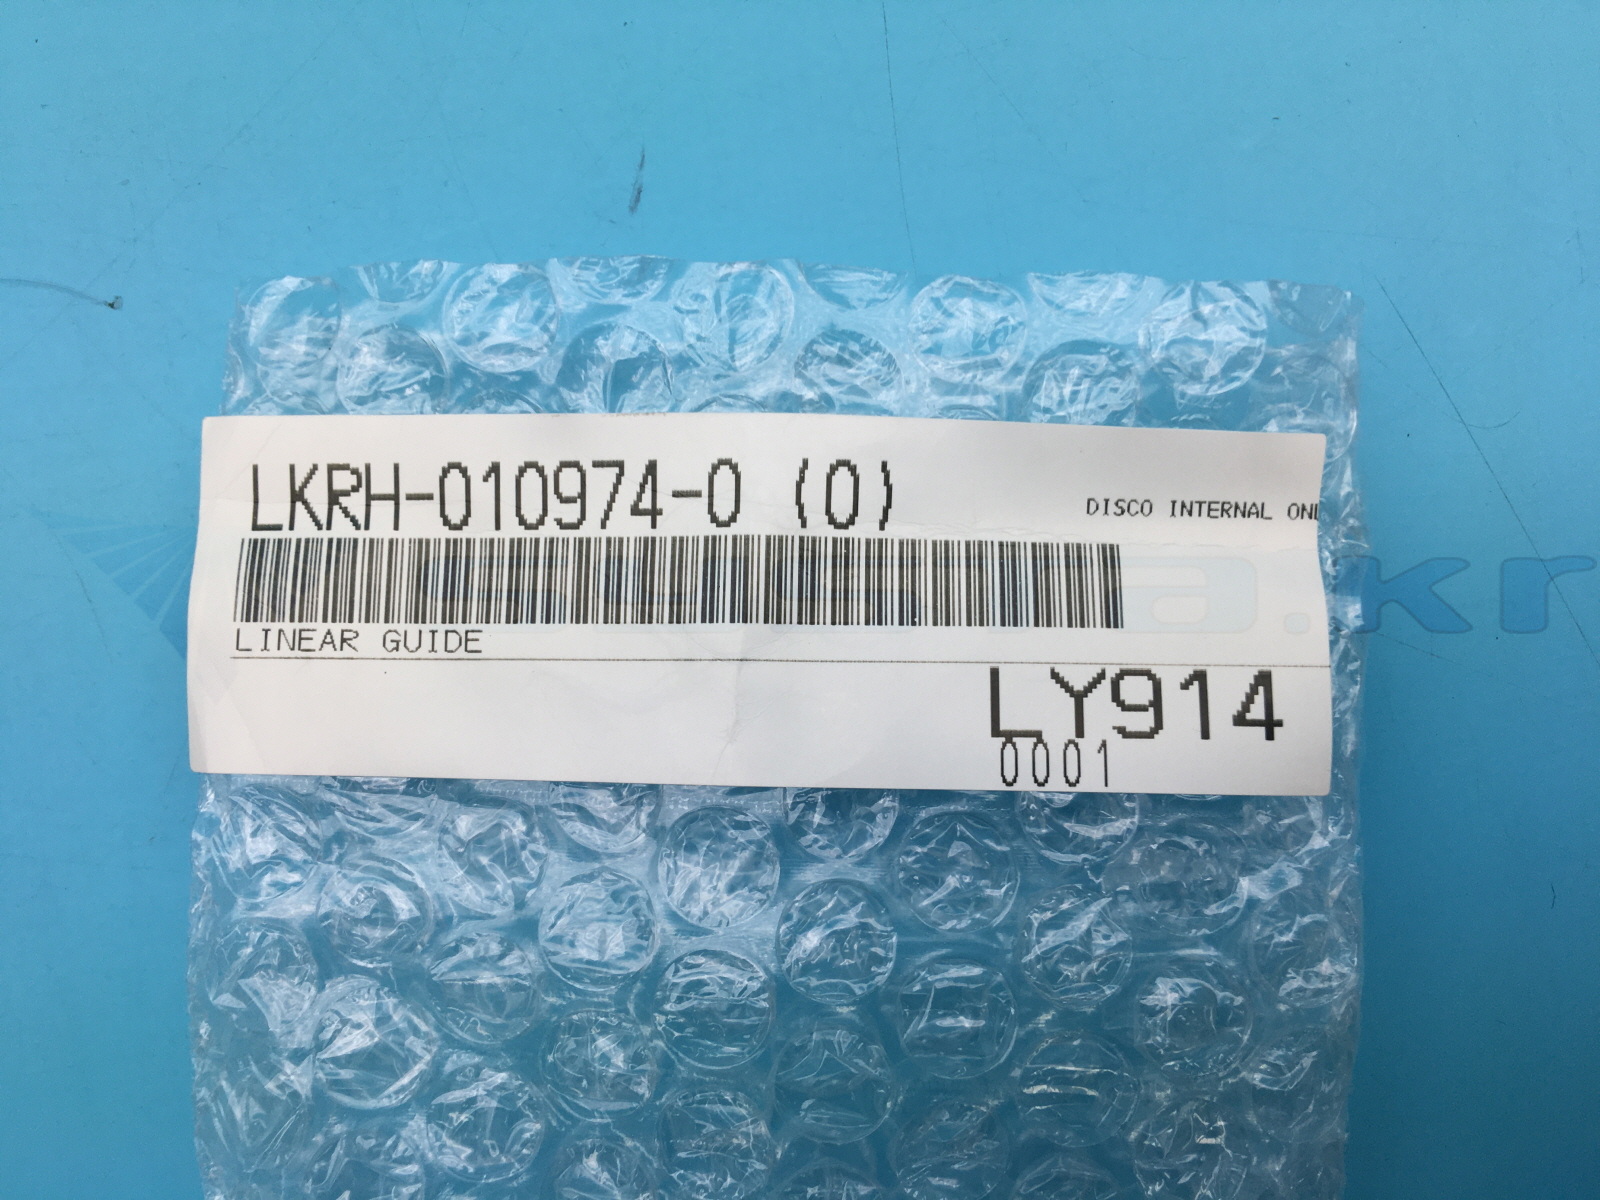 LKRH-010974-0 (0)
DISCO INTERNAL ONL
LINEAR GUIDE
LY914
0001